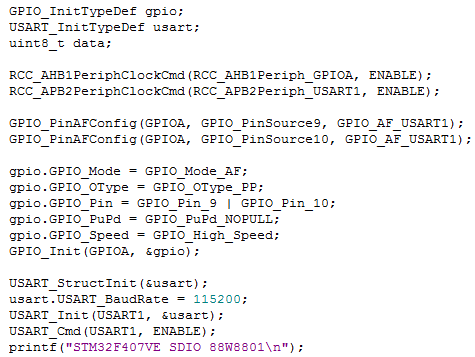 GPIO_InitTypeDef gpio;
USART_InitTypeDef usart;
uint8_t data;
RCC_AHB1PeriphClockCmd(RCC_AHB1Periph_GPIOA, ENABLE);
RCC_APB2PeriphClockCmd(RCC_APB2Periph_USART1, ENABLE);
GPIO_PinAFConfig(GPIOA, GPIO_PinSource9, GPIO_AF_USART1);
GPIO_PinAFConfig(GPIOA, GPIO_PinSource10, GPIO_AF_USART1);
gpio.GPIO_Mode = GPIO_Mode_AF;
gpio.GPIO_OType = GPIO_OType_PP;
gpio.GPIO_Pin = GPIO_Pin_9 | GPIO_Pin_10;
gpio.GPIO_PuPd = GPIO_PuPd_NOPULL;
gpio.GPIO_Speed = GPIO_High_Speed;
GPIO_Init(GPIOA, &gpio);
USART_StructInit(&usart);
usart.USART_BaudRate = 115200;
USART_Init(USART1, &usart);
USART_Cmd(USART1, ENABLE);
printf("STM32F407VE SDIO 88W8801\n");